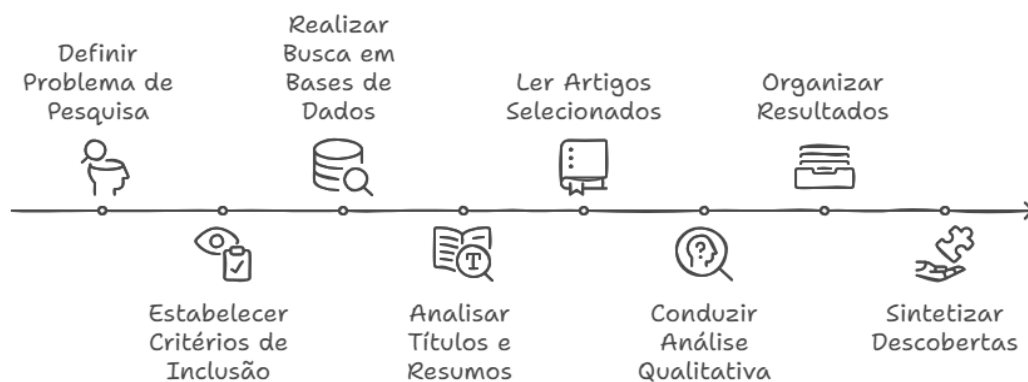 Definir
Problema de
Pesquisa
Estabelecer
Critérios de
Inclusão
Realizar
Busca em
Bases de
Dados
Analisar
Títulos e
Resumos
Ler Artigos
Selecionados
Conduzir
Análise
Qualitativa
Organizar
Resultados
Sintetizar
Descobertas